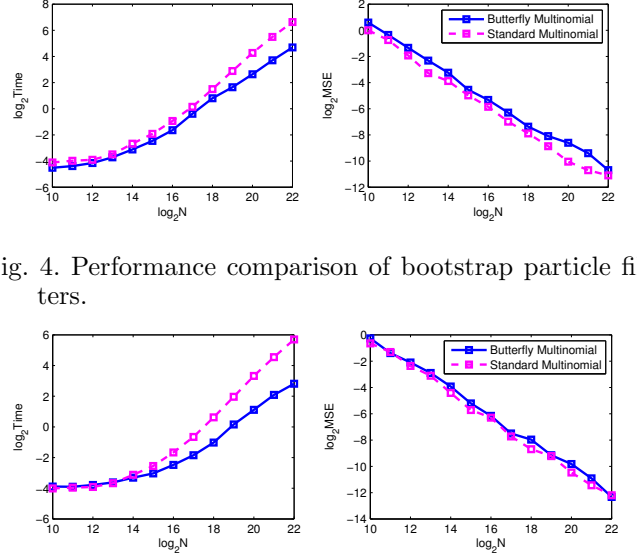 8
6
4
2
0
−2
−4
−6
log2Time
10 12 14 16 18 20 22
log2N
2
0
−2
−4
−6
−8
−10
−12
log2MSE
Butterfly Multinomial
Standard Multinomial
10 12 14 16 18 20 22
log2N
ig. 4. Performance comparison of bootstrap particle fi
ters.
6
4
2
0
−2
−4
−6
log2Time
10 12 14 16 18 20 22
log2N
0
−2
−4
−6
−8
−10
−12
−14
log2MSE
Butterfly Multinomial
Standard Multinomial
10 12 14 16 18 20 22
log2N